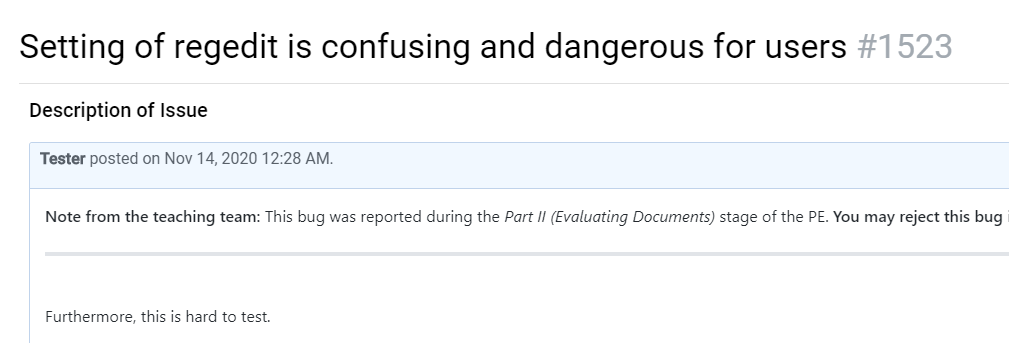 Setting of regedit is confusing and dangerous for users #1523
Description of Issue
Tester posted on Nov 14, 2020 12:28 AM.
Note from the teaching team: This bug was reported during the Part II (Evaluating Documents) stage of the PE. You may reject this bug
Furthermore, this is hard to test.